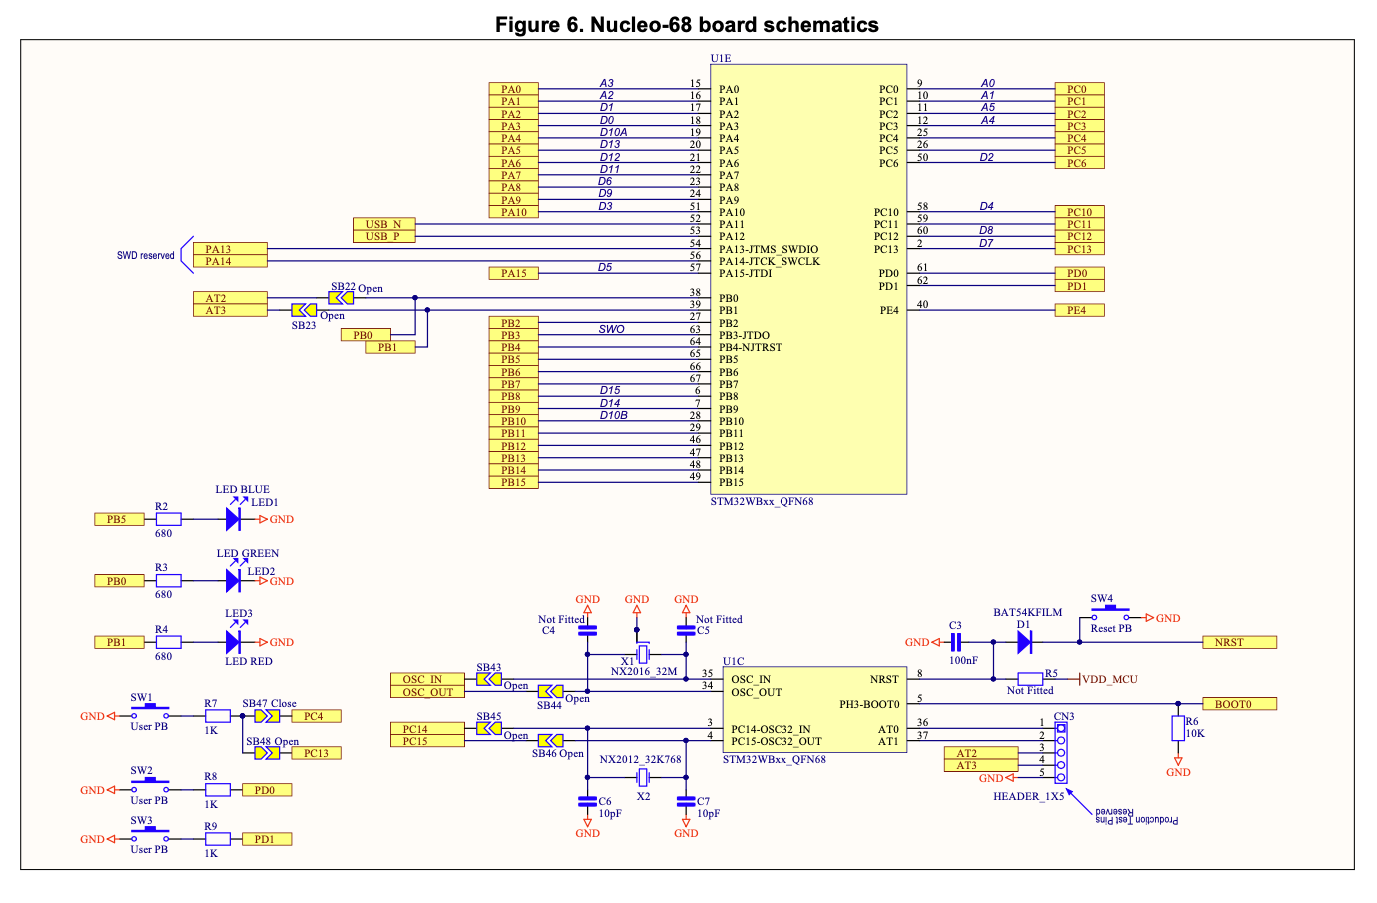 Figure 6. Nucleo-68 board schematics
U1E
PA0 A3 15 PA0
PA1 A2 16 PA1
PA2 D1 17 PA2
PA3 D0 18 PA3
PA4 D10A 19 PA4
PA5 D13 20 PA5
PA6 D12 21 PA6
PA7 D11 22 PA7
PA8 D6 23 PA8
PA9 D9 24 PA9
PA10 D3 51 PA10
USB_N 52 PA11
USB_P 53 PA12
SWD reserved
PA13 54 PA13-JTMS_SWDIO
PA14 56 PA14-JTCK_SWCLK
PA15 D5 57 PA15-JTDI
AT2 SB22 Open 38 PB0
AT3 SB23 Open 39 PB1
PB0
PB1
PB2 27 PB2
PB3 SWO 63 PB3-JTDO
PB4 64 PB4-NJTRST
PB5 65 PB5
PB6 66 PB6
PB7 67 PB7
PB8 D15 6 PB8
PB9 D14 7 PB9
PB10 D10B 28 PB10
PB11 29 PB11
PB12 46 PB12
PB13 47 PB13
PB14 48 PB14
PB15 49 PB15
PC0 9 A0 PC0
PC1 10 A1 PC1
PC2 11 A5 PC2
PC3 12 A4 PC3
PC4 25 PC4
PC5 26 PC5
PC6 50 D2 PC6
PC10 58 D4 PC10
PC11 59 PC11
PC12 60 D8 PC12
PC13 2 D7 PC13
PD0 61 PD0
PD1 62 PD1
PE4 40 PE4
STM32WBxx_QFN68
LED BLUE
R2 LED1
PB5 GND
680
LED GREEN
R3 LED2
PB0 GND
680
LED3
R4
PB1 GND
680 LED RED
SW1 R7 SB47 Close
GND PC4
User PB 1K
SB48 Open
PC13
SW2 R8
GND PD0
User PB 1K
SW3 R9
GND PD1
User PB 1K
GND GND GND
Not Fitted Not Fitted
C4 C5
X1
NX2016_32M
U1C
OSC_IN SB43 Open 35 OSC_IN
OSC_OUT SB44 Open 34 OSC_OUT
PC14 SB45 Open 3 PC14-OSC32_IN
PC15 SB46 Open 4 PC15-OSC32_OUT
NX2012_32K768
X2
C6 C7
10pF 10pF
GND GND
NRST 8
PH3-BOOT0 5
AT0 36
AT1 37
STM32WBxx_QFN68
SW4
GND
Reset PB
BAT54KFILM
D1
C3
GND NRST
100nF
R5
VDD_MCU
Not Fitted
BOOT0
R6
10K
GND
CN3
1
2
AT2 3
AT3 4
GND 5
HEADER_1X5
Production Test Pins
Reserved